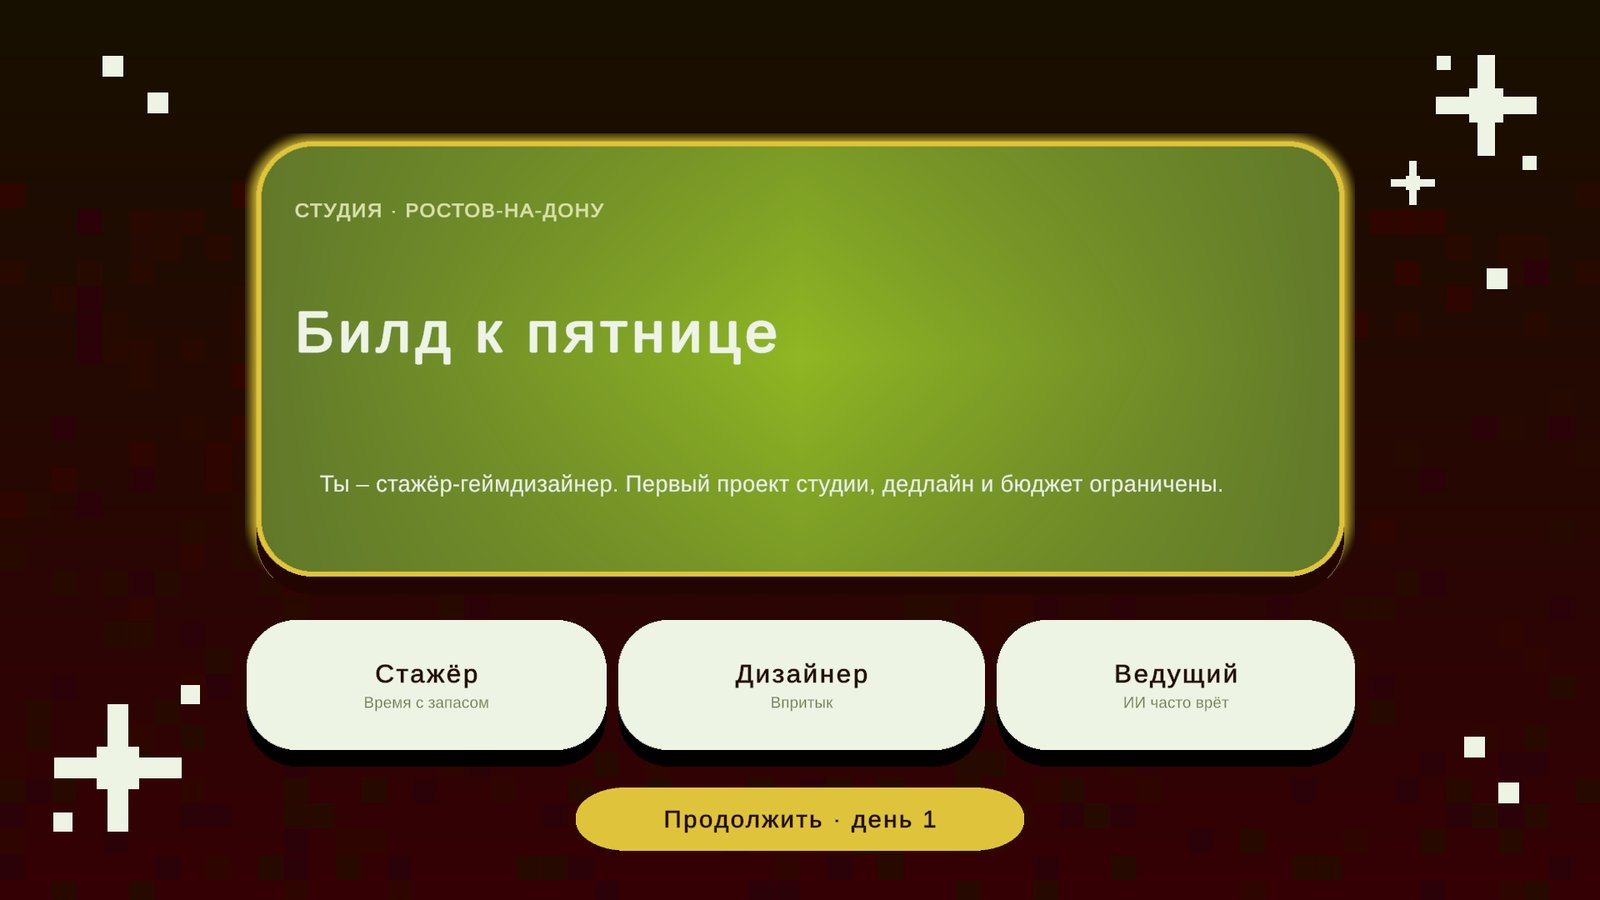 СТУДИЯ · РОСТОВ-НА-ДОНУ
Билд к пятнице
Ты – стажёр-геймдизайнер. Первый проект студии, дедлайн и бюджет ограничены.
Стажёр
Время с запасом
Дизайнер
Впритык
Ведущий
ИИ часто врёт
Продолжить · день 1